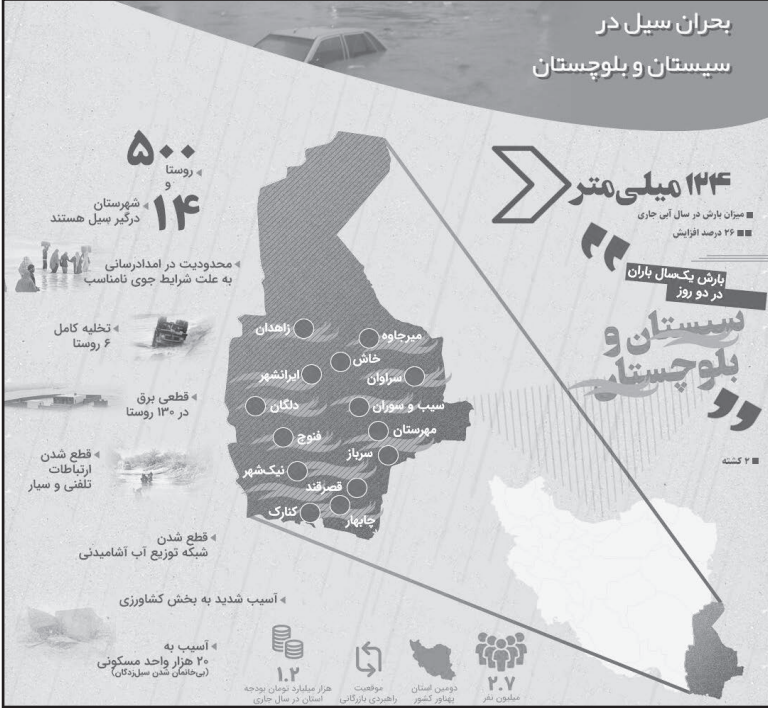 بحران سیل در
سیستان و بلوچستان
۱۲۴ میلی‌متر
میزان بارش در سال آبی جاری
۲۶ درصد افزایش
بارش یک‌سال باران
در دو روز
سیستان و
بلوچستان
۲ کشته
۵۰۰
روستا
و
۱۴ شهرستان
درگیر سیل هستند
محدودیت در امدادرسانی
به علت شرایط جوی نامناسب
تخلیه کامل
۶ روستا
قطعی برق
در ۱۳۰ روستا
قطع شدن
ارتباطات
تلفنی و سیار
قطع شدن
شبکه توزیع آب آشامیدنی
آسیب شدید به بخش کشاورزی
آسیب به
۲۰ هزار واحد مسکونی
(بی‌خانمان شدن سیل‌زدگان)
زاهدان
میرجاوه
خاش
ایرانشهر
سراوان
دلگان
سیب و سوران
مهرستان
فنوج
سرباز
نیک‌شهر
قصرقند
کنارک
چابهار
۲.۷
میلیون نفر
دومین استان
پهناور کشور
موقعیت
راهبردی بازرگانی
۱.۲
هزار میلیارد تومان بودجه
استان در سال جاری